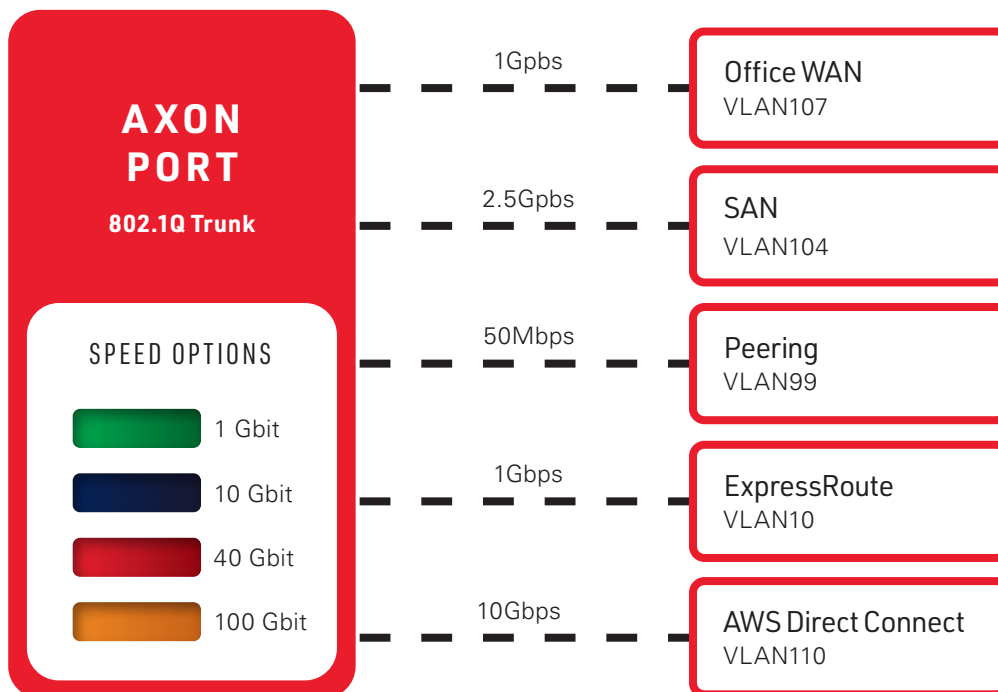 AXON
PORT
802.1Q Trunk
SPEED OPTIONS
1 Gbit
10 Gbit
40 Gbit
100 Gbit
1Gpbs
Office WAN
VLAN107
2.5Gpbs
SAN
VLAN104
50Mbps
Peering
VLAN99
1Gbps
ExpressRoute
VLAN10
10Gbps
AWS Direct Connect
VLAN110